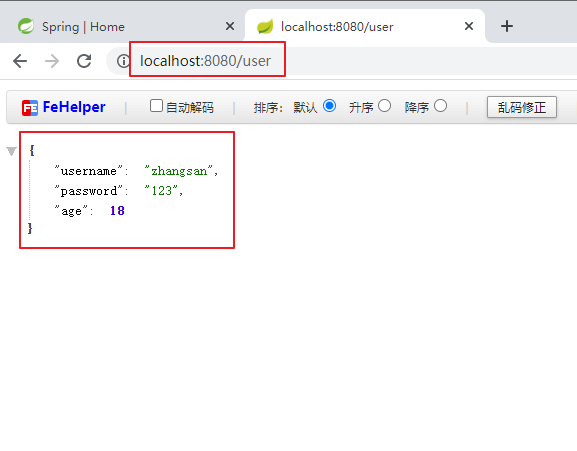 Spring | Home
localhost:8080/user
localhost:8080/user
FeHelper | 自动解码 | 排序： 默认 升序 降序 | 乱码修正
{
"username": "zhangsan",
"password": "123",
"age": 18
}